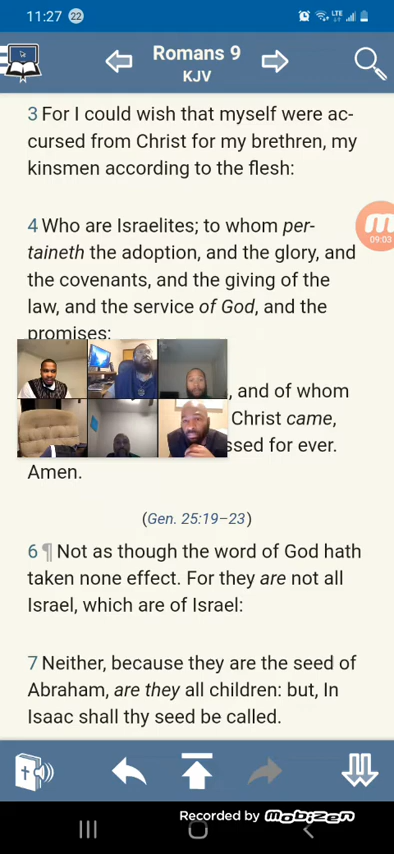 11:27 22 LTE
Romans 9
KJV
3 For I could wish that myself were ac-
cursed from Christ for my brethren, my
kinsmen according to the flesh:
4 Who are Israelites; to whom per-
taineth the adoption, and the glory, and
the covenants, and the giving of the
law, and the service of God, and the
promises:
, and of whom
Christ came,
ssed for ever.
Amen.
(Gen. 25:19–23)
6 ¶ Not as though the word of God hath
taken none effect. For they are not all
Israel, which are of Israel:
7 Neither, because they are the seed of
Abraham, are they all children: but, In
Isaac shall thy seed be called.
m
09:03
Recorded by mobizen